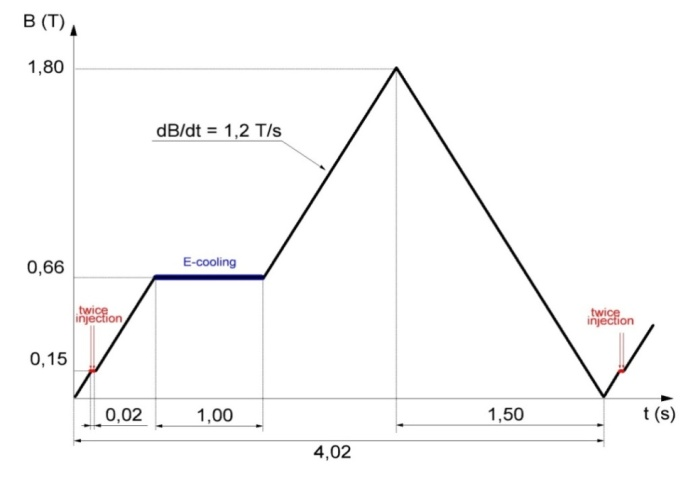 B (T)
1,80
dB/dt = 1,2 T/s
E-cooling
0,66
twice
injection
twice
injection
0,15
0,02
1,00
1,50
t (s)
4,02